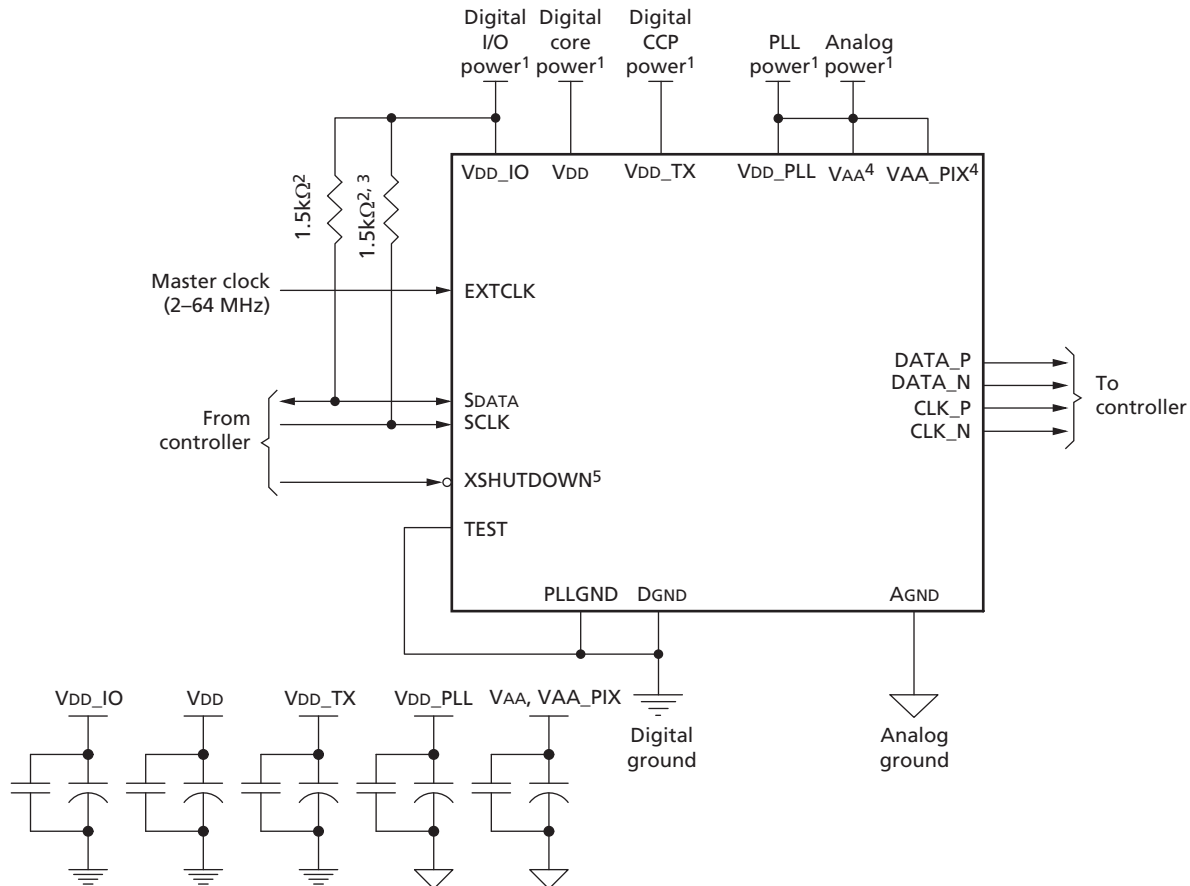 Digital
I/O
power¹
Digital
core
power¹
Digital
CCP
power¹
PLL
power¹
Analog
power¹
VDD_IO
VDD
VDD_TX
VDD_PLL
VAA⁴
VAA_PIX⁴
1.5kΩ²
1.5kΩ²˒ ³
Master clock
(2–64 MHz)
EXTCLK
From
controller
SDATA
SCLK
XSHUTDOWN⁵
TEST
DATA_P
DATA_N
CLK_P
CLK_N
To
controller
PLLGND
DGND
AGND
Digital
ground
Analog
ground
VDD_IO
VDD
VDD_TX
VDD_PLL
VAA, VAA_PIX